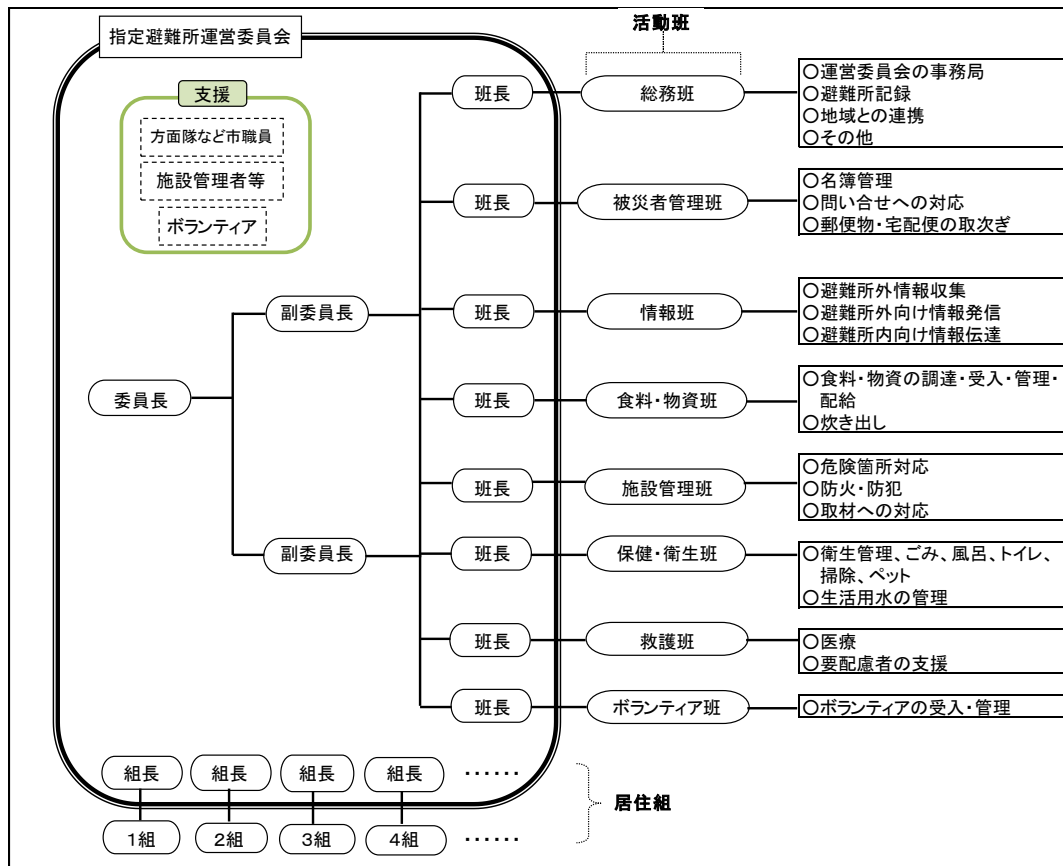 指定避難所運営委員会
支援
方面隊など市職員
施設管理者等
ボランティア
委員長
副委員長
副委員長
活動班
班長
総務班
○運営委員会の事務局
○避難所記録
○地域との連携
○その他
班長
被災者管理班
○名簿管理
○問い合せへの対応
○郵便物・宅配便の取次ぎ
班長
情報班
○避難所外情報収集
○避難所外向け情報発信
○避難所内向け情報伝達
班長
食料・物資班
○食料・物資の調達・受入・管理・
配給
○炊き出し
班長
施設管理班
○危険箇所対応
○防火・防犯
○取材への対応
班長
保健・衛生班
○衛生管理、ごみ、風呂、トイレ、
掃除、ペット
○生活用水の管理
班長
救護班
○医療
○要配慮者の支援
班長
ボランティア班
○ボランティアの受入・管理
組長 組長 組長 組長 ‥‥‥
居住組
1組 2組 3組 4組 ‥‥‥